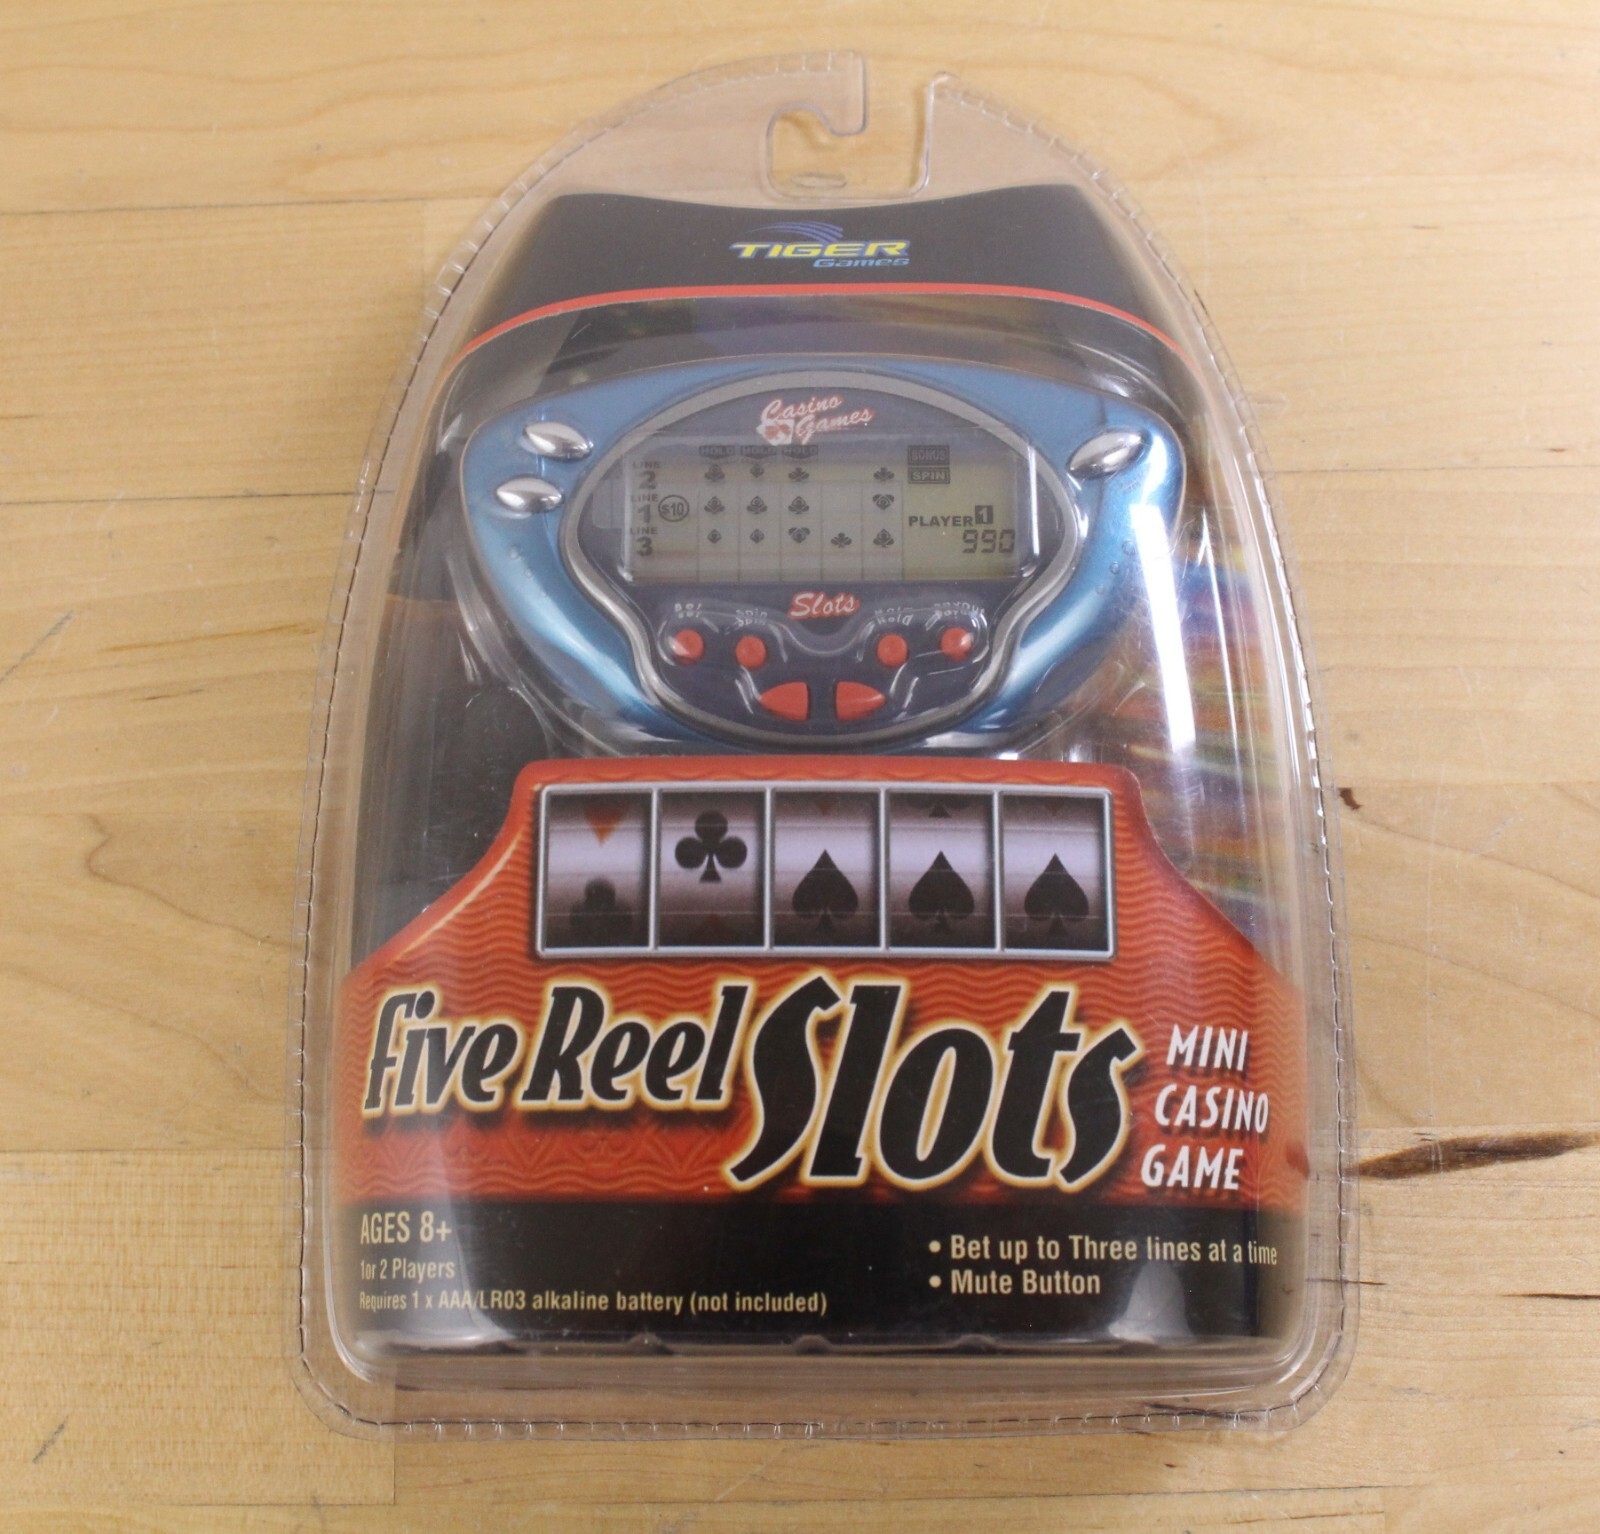 TIGER
Games
Casino
Games
HOLD HOLD HOLD
BONUS
SPIN
LINE
2
LINE
1 $10
PLAYER 1
LINE
3
990
Slots
Spin
Hold
Five Reel Slots
MINI
CASINO
GAME
AGES 8+
1or 2 Players
Requires 1 x AAA/LR03 alkaline battery (not included)
• Bet up to Three lines at a time
• Mute Button